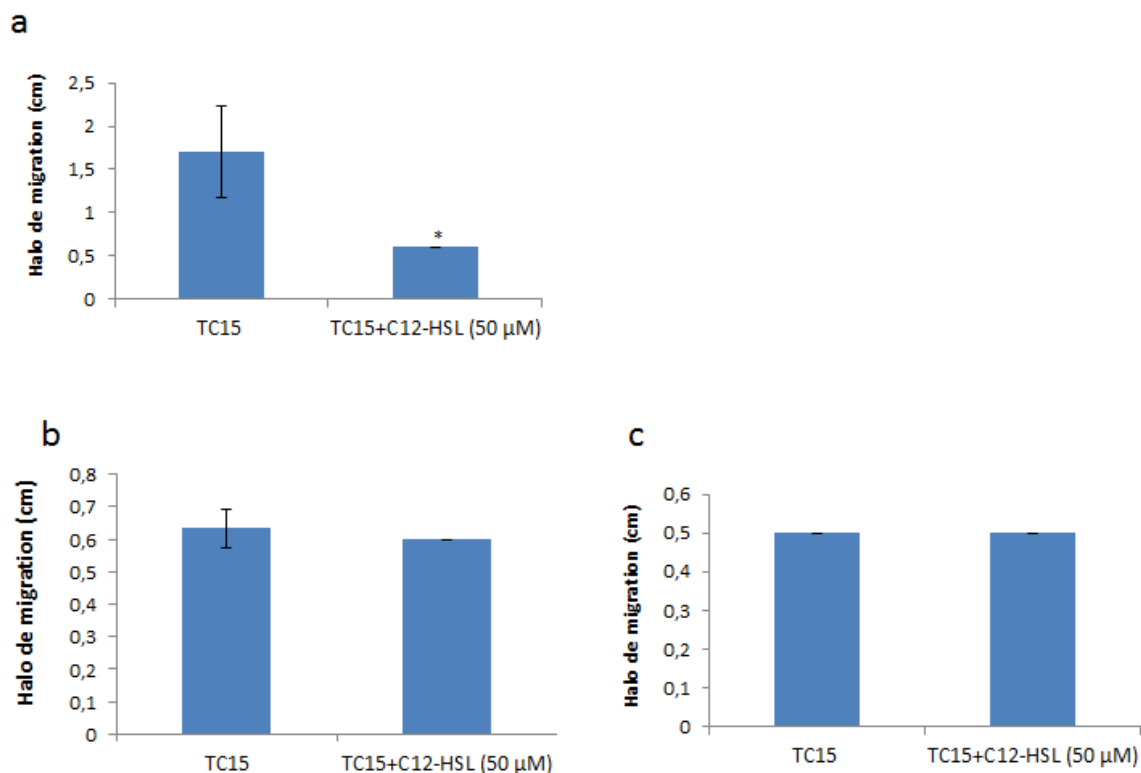 a
Halo de migration (cm)
2,5
2
1,5
1
0,5
0
*
TC15
TC15+C12-HSL (50 µM)
b
Halo de migration (cm)
0,8
0,7
0,6
0,5
0,4
0,3
0,2
0,1
0
TC15
TC15+C12-HSL (50 µM)
c
Halo de migration (cm)
0,6
0,5
0,4
0,3
0,2
0,1
0
TC15
TC15+C12-HSL (50 µM)